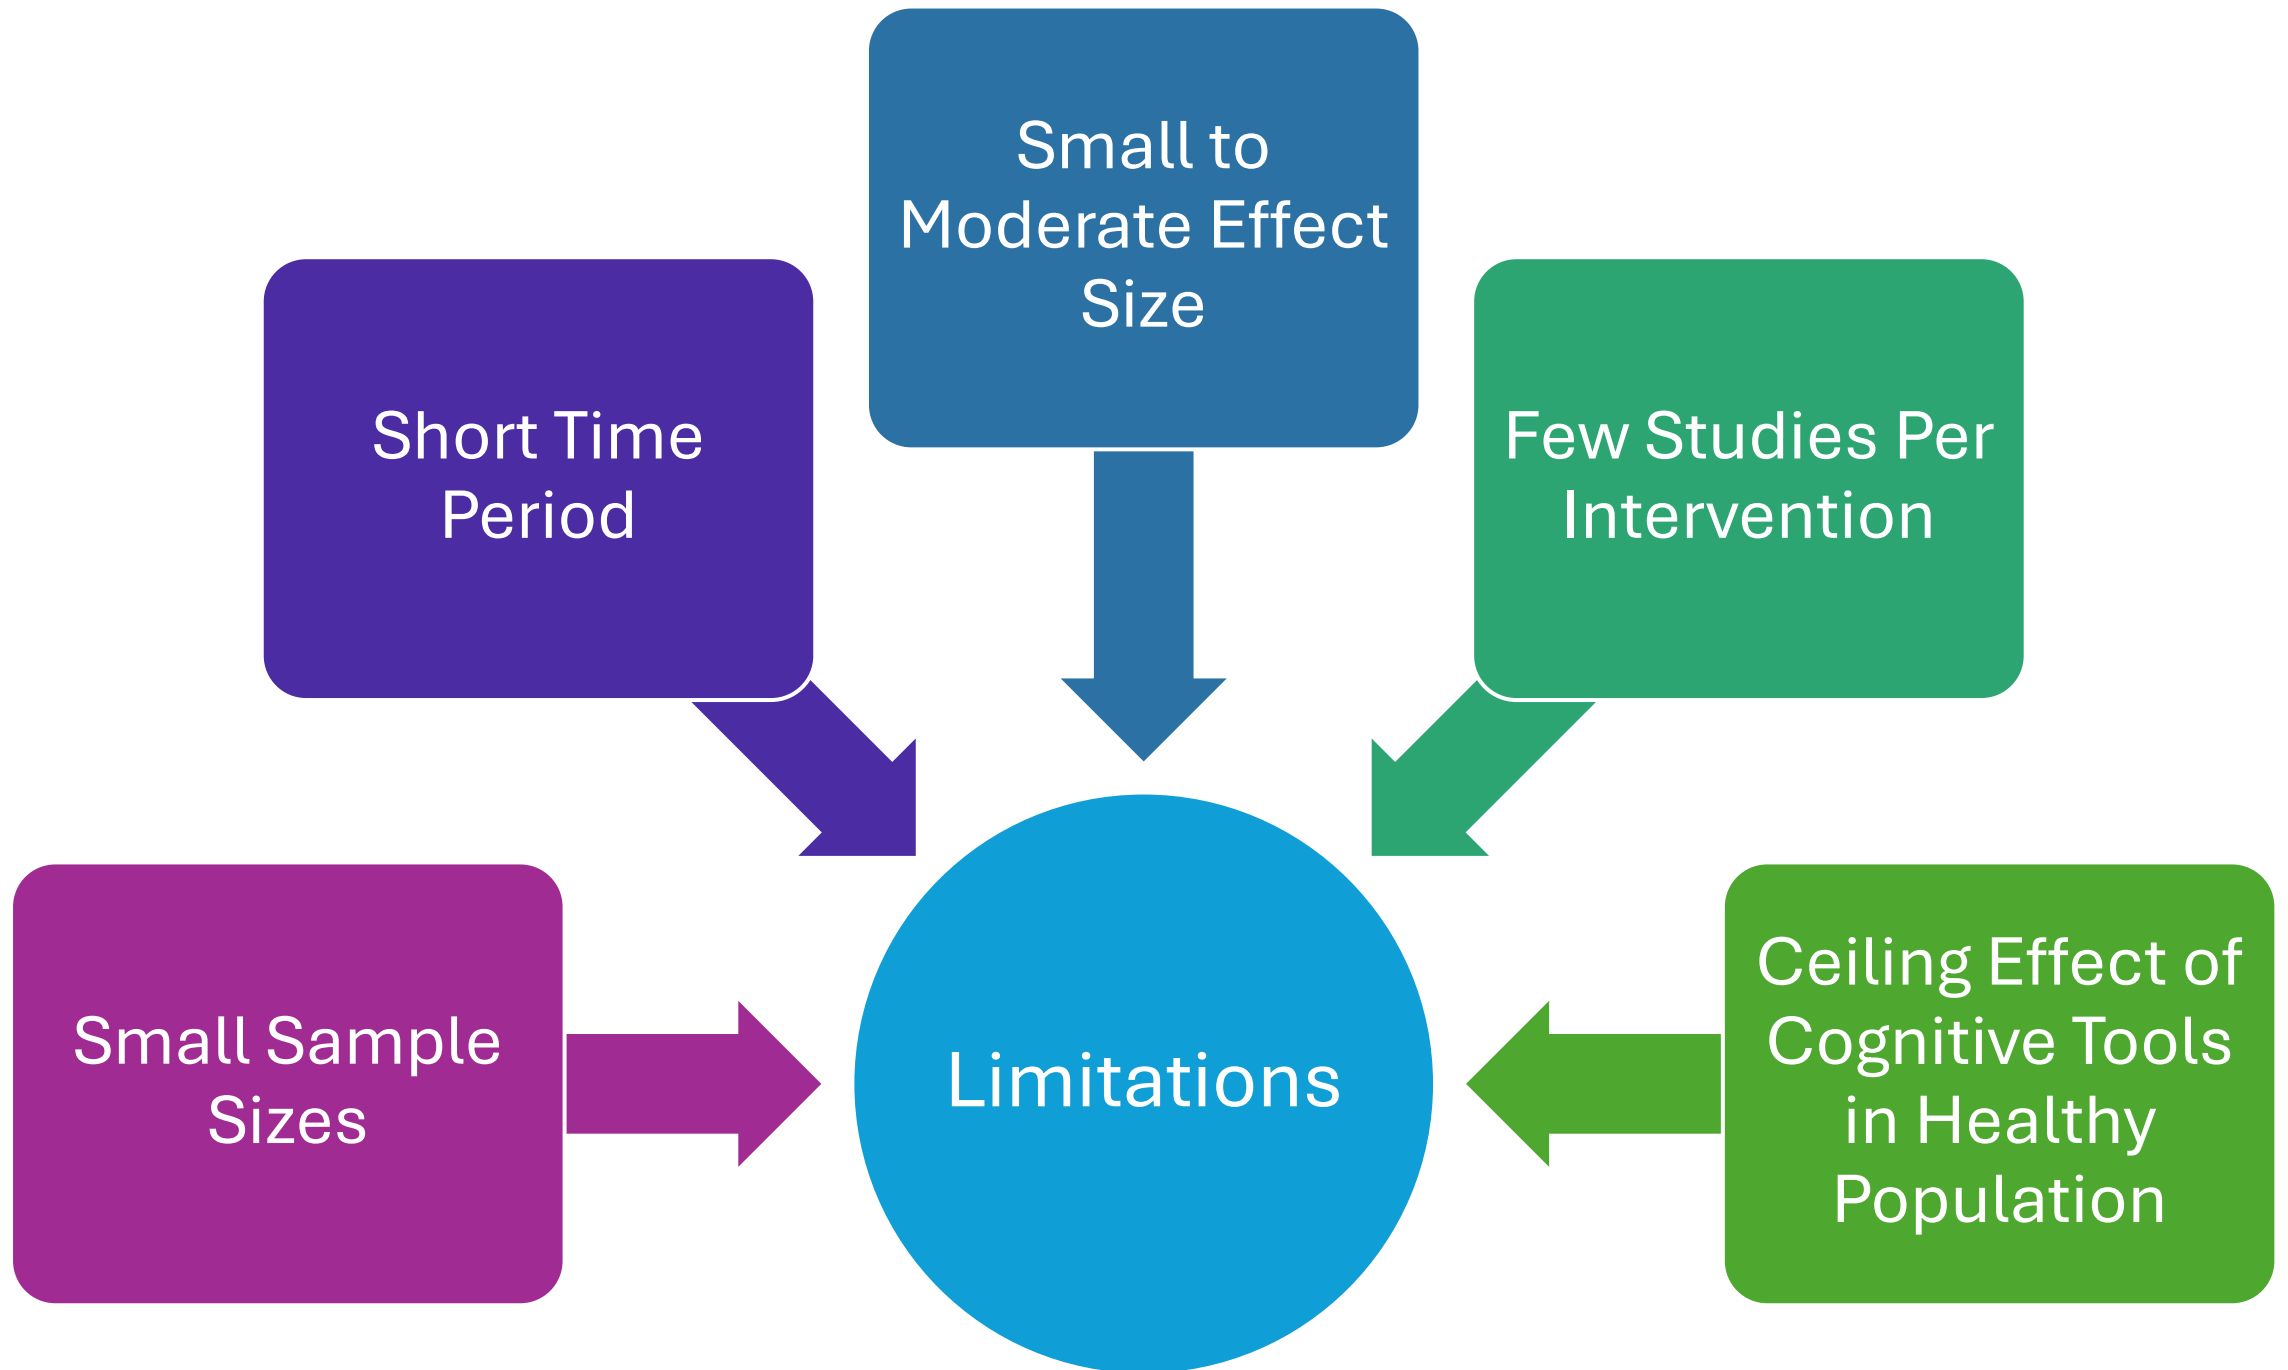 Small to
Moderate Effect
Size
Short Time
Period
Few Studies Per
Intervention
Small Sample
Sizes
Limitations
Ceiling Effect of
Cognitive Tools
in Healthy
Population